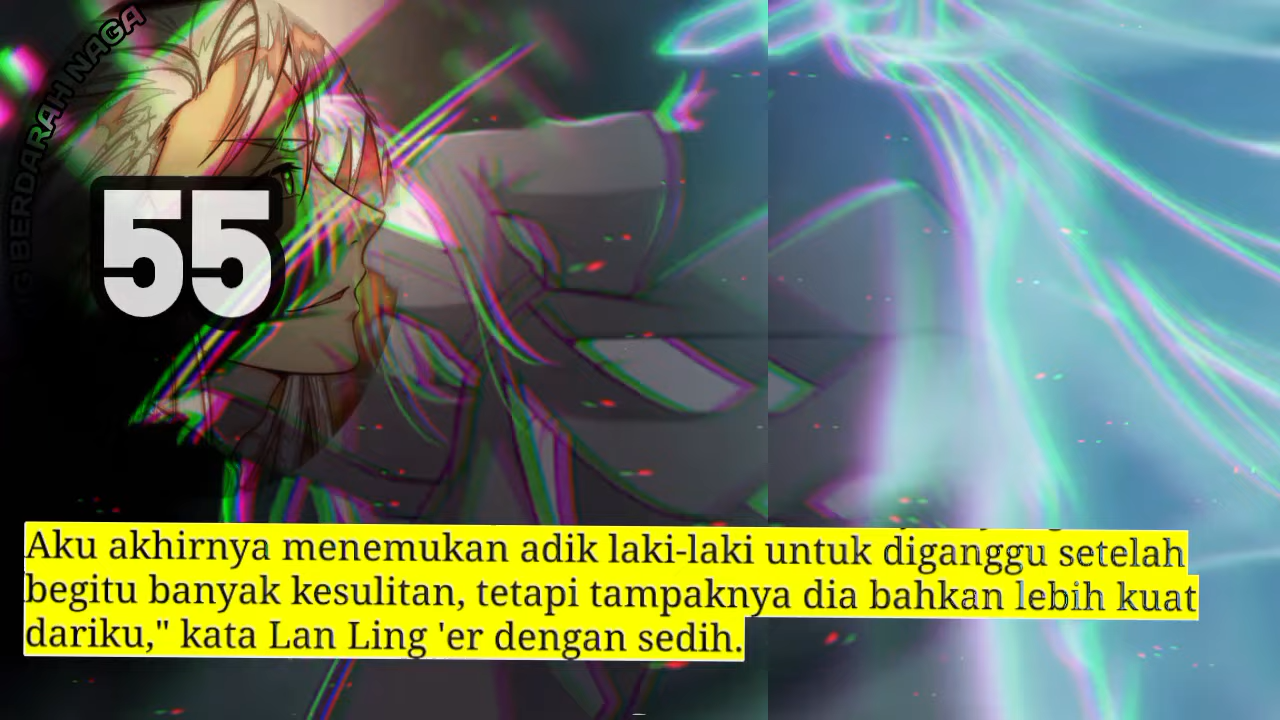 G BERDARAH NAGA
55
Aku akhirnya menemukan adik laki-laki untuk diganggu setelah
begitu banyak kesulitan, tetapi tampaknya dia bahkan lebih kuat
dariku," kata Lan Ling 'er dengan sedih.